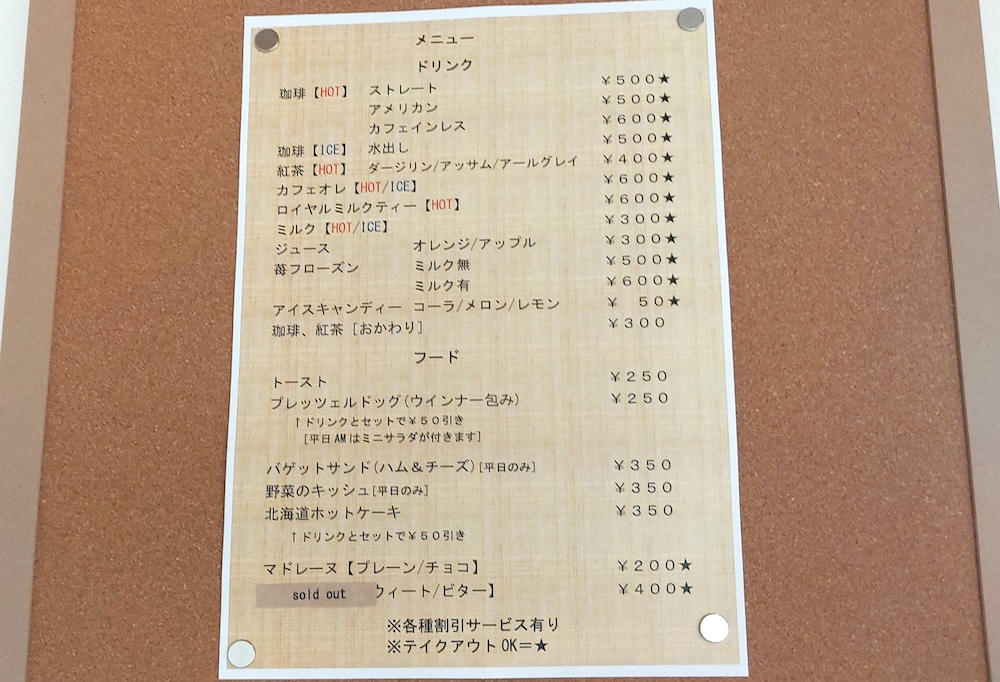 メニュー
ドリンク
珈琲【HOT】 ストレート ￥５００★
アメリカン ￥５００★
カフェインレス ￥６００★
珈琲【ICE】 水出し ￥５００★
紅茶【HOT】 ダージリン/アッサム/アールグレイ ￥４００★
カフェオレ【HOT/ICE】 ￥６００★
ロイヤルミルクティー【HOT】 ￥６００★
ミルク【HOT/ICE】 ￥３００★
ジュース オレンジ/アップル ￥３００★
苺フローズン ミルク無 ￥５００★
ミルク有 ￥６００★
アイスキャンディー コーラ/メロン/レモン ￥ ５０★
珈琲、紅茶［おかわり］ ￥３００
フード
トースト ￥２５０
プレッツェルドッグ(ウインナー包み) ￥２５０
↑ドリンクとセットで￥５０引き
［平日AMはミニサラダが付きます］
バゲットサンド(ハム＆チーズ)[平日のみ] ￥３５０
野菜のキッシュ[平日のみ] ￥３５０
北海道ホットケーキ ￥３５０
↑ドリンクとセットで￥５０引き
マドレーヌ【プレーン/チョコ】 ￥２００★
sold out ウィート/ビター】 ￥４００★
※各種割引サービス有り
※テイクアウトOK＝★